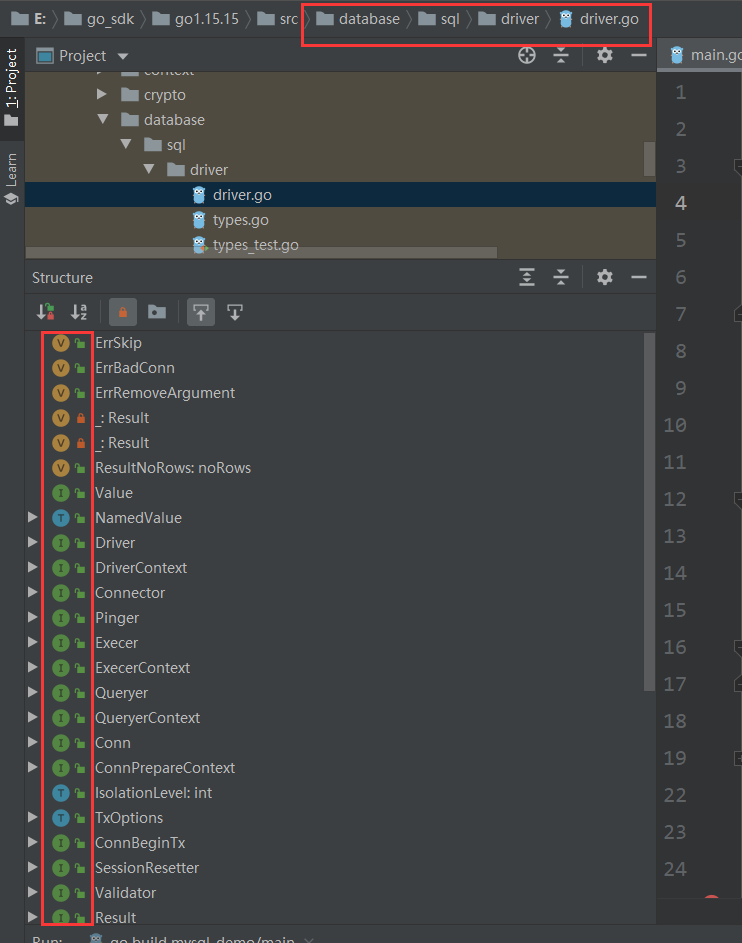 E: go_sdk go1.15.15 src database sql driver driver.go
1: Project
Learn
Project
context
crypto
database
sql
driver
driver.go
types.go
types_test.go
Structure
V ErrSkip
V ErrBadConn
V ErrRemoveArgument
V _: Result
V _: Result
V ResultNoRows: noRows
I Value
T NamedValue
I Driver
I DriverContext
I Connector
I Pinger
I Execer
I ExecerContext
I Queryer
I QueryerContext
I Conn
I ConnPrepareContext
T IsolationLevel: int
T TxOptions
I ConnBeginTx
I SessionResetter
I Validator
I Result
main.go
1
2
3
4
5
6
7
8
9
10
11
12
13
14
15
16
17
18
19
22
23
24
Run: go build mysql_demo/main